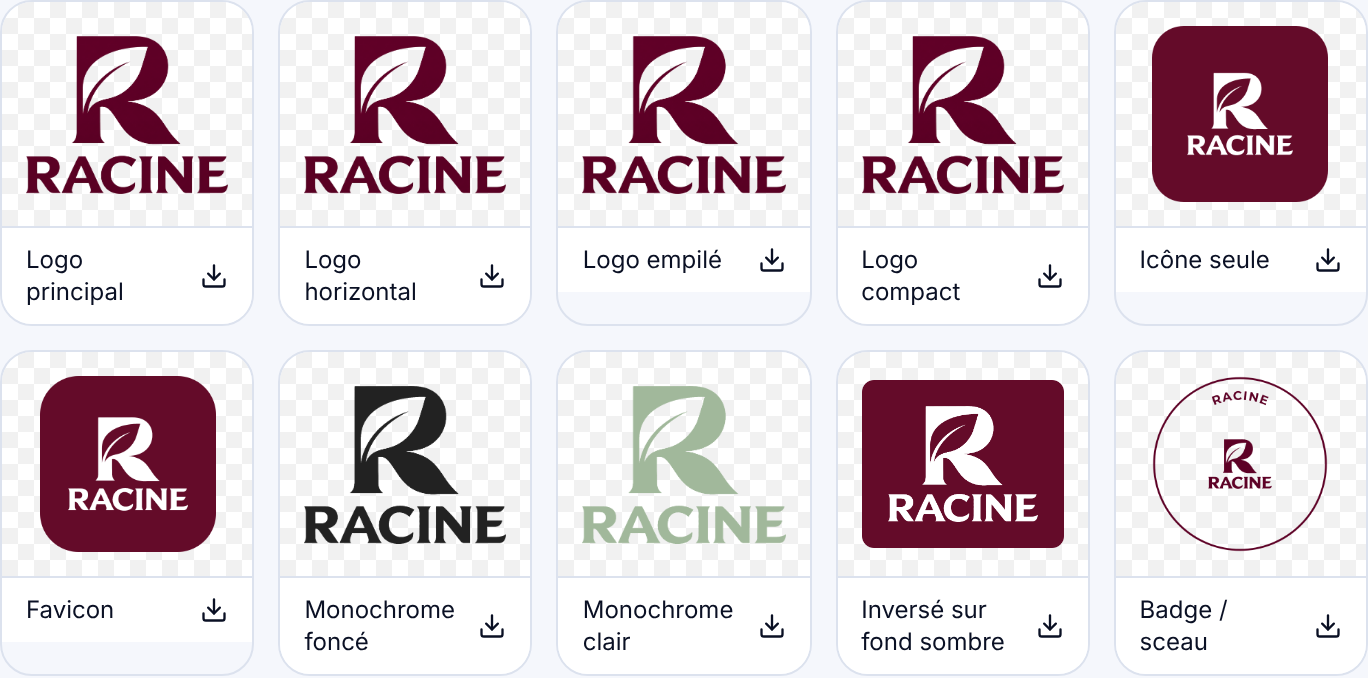 RACINE
RACINE
RACINE
RACINE
RACINE
Logo
principal
Logo
horizontal
Logo empilé
Logo
compact
Icône seule
RACINE
RACINE
RACINE
RACINE
RACINE
RACINE
Favicon
Monochrome
foncé
Monochrome
clair
Inversé sur
fond sombre
Badge /
sceau